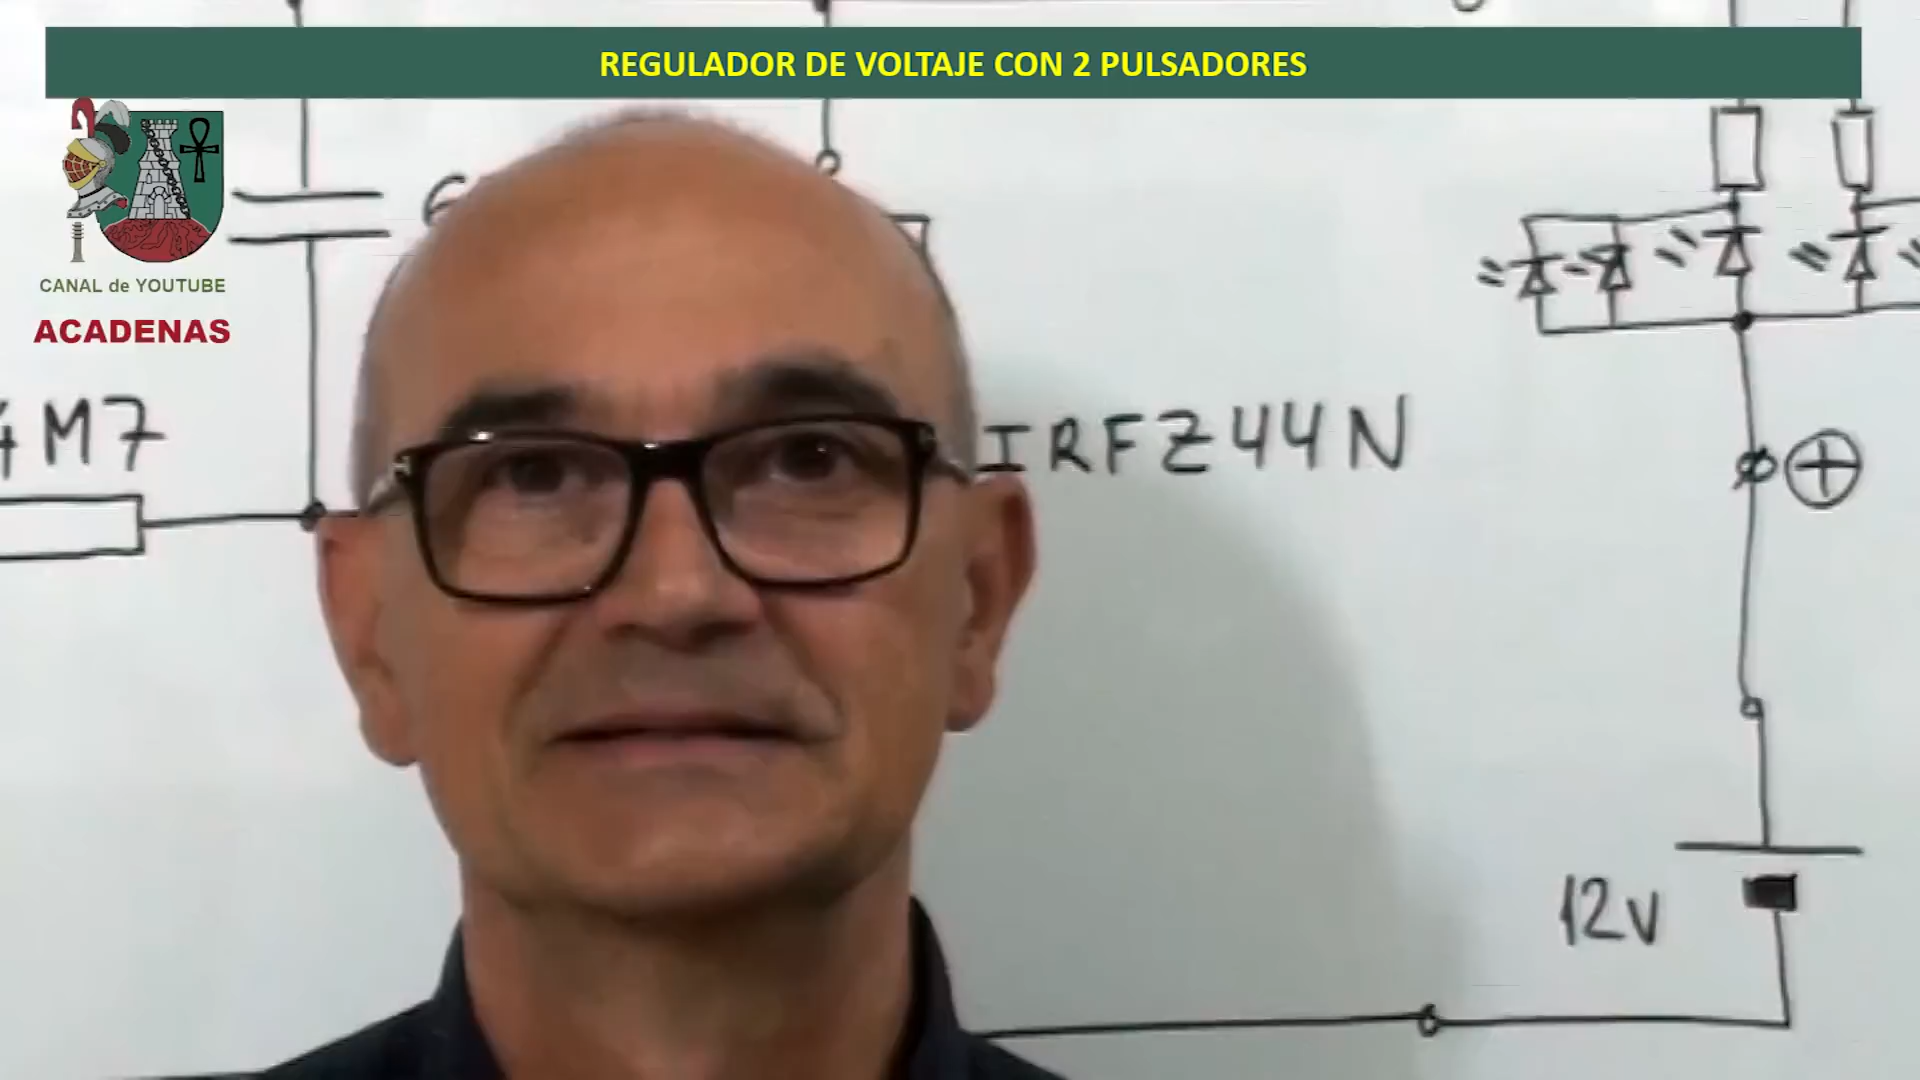 REGULADOR DE VOLTAJE CON 2 PULSADORES
CANAL de YOUTUBE
ACADENAS
4M7
IRFZ44N
12V